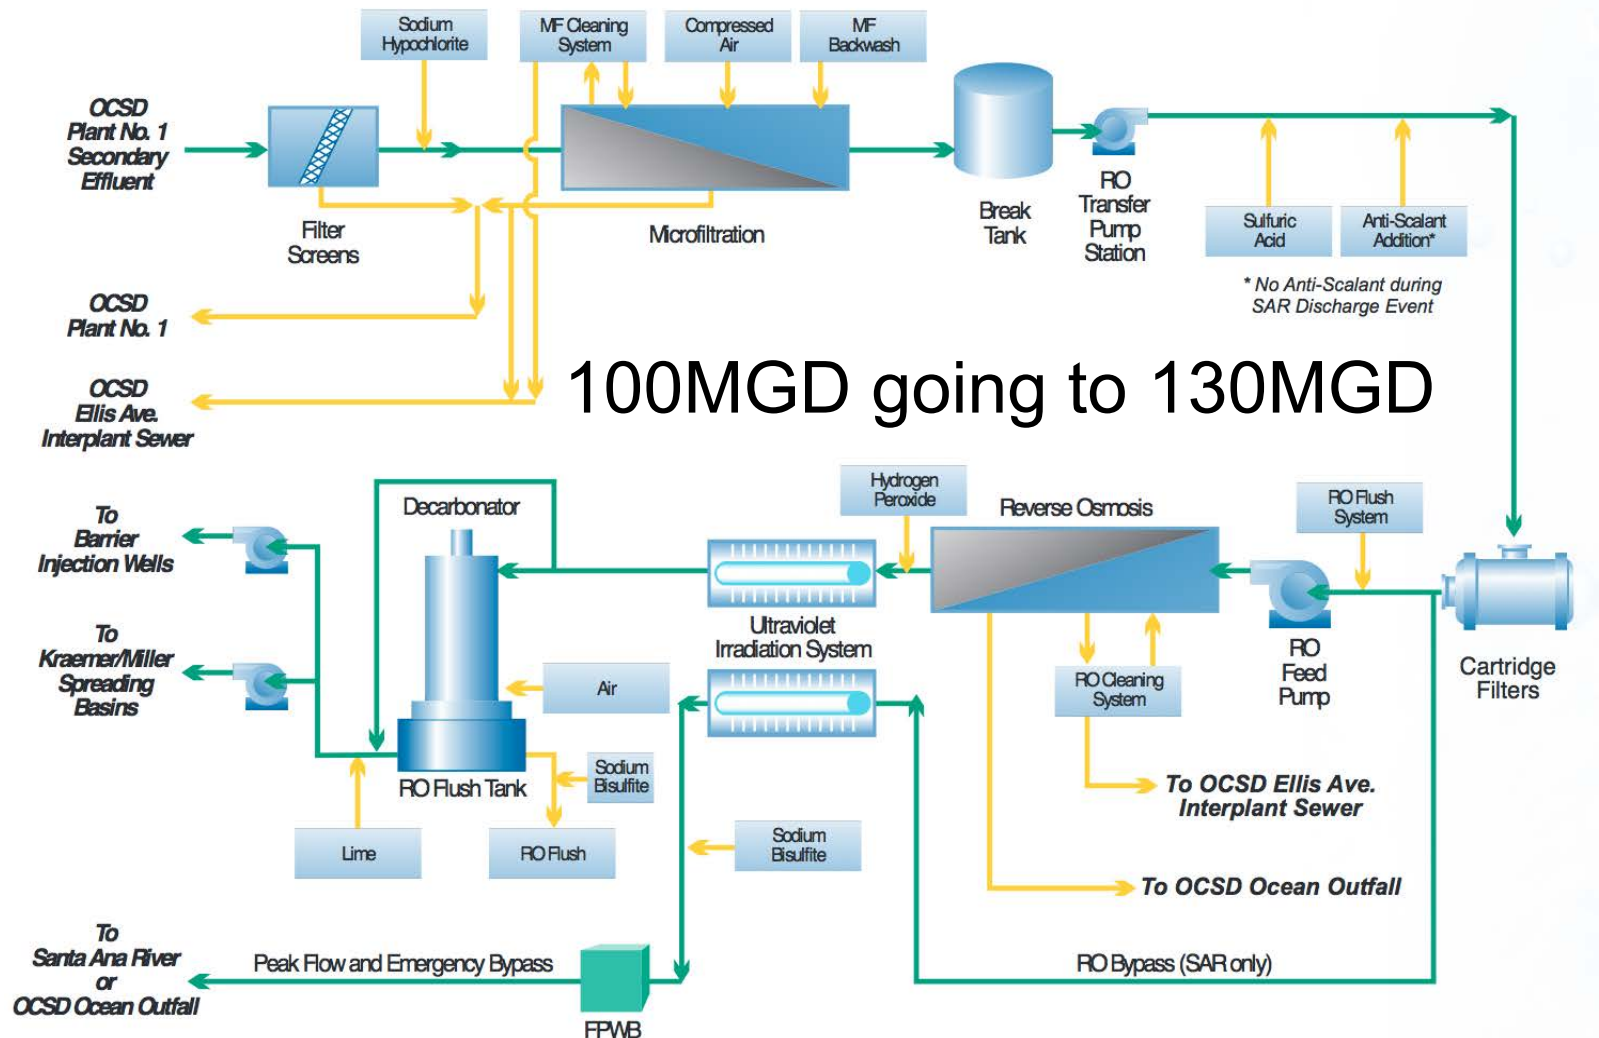 Sodium
Hypochlorite
MF Cleaning
System
Compressed
Air
MF
Backwash
OCSD
Plant No. 1
Secondary
Effluent
Filter
Screens
Microfiltration
Break
Tank
RO
Transfer
Pump
Station
Sulfuric
Acid
Anti-Scalant
Addition*
* No Anti-Scalant during
SAR Discharge Event
OCSD
Plant No. 1
OCSD
Ellis Ave.
Interplant Sewer
100MGD going to 130MGD
To
Barrier
Injection Wells
Decarbonator
Hydrogen
Peroxide
Reverse Osmosis
RO Flush
System
Ultraviolet
Irradiation System
RO
Feed
Pump
Cartridge
Filters
To
Kraemer/Miller
Spreading
Basins
Air
RO Cleaning
System
RO Flush Tank
Sodium
Bisulfite
To OCSD Ellis Ave.
Interplant Sewer
Lime
RO Flush
Sodium
Bisulfite
To OCSD Ocean Outfall
To
Santa Ana River
or
OCSD Ocean Outfall
Peak Flow and Emergency Bypass
FPWB
RO Bypass (SAR only)